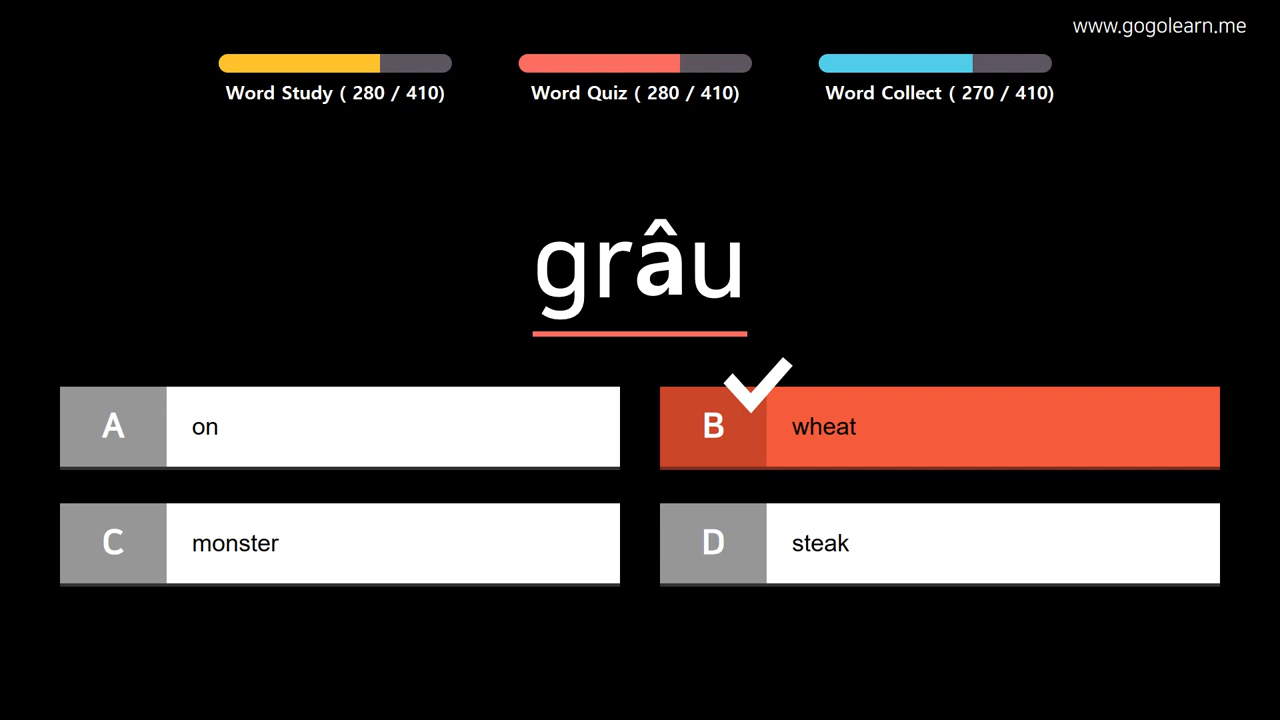 www.gogolearn.me
Word Study ( 280 / 410)
Word Quiz ( 280 / 410)
Word Collect ( 270 / 410)
grâu
A on
B wheat
C monster
D steak